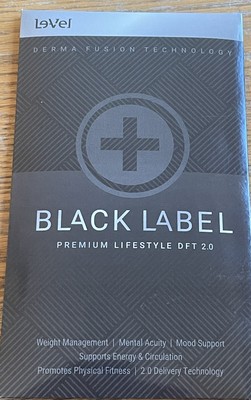 LeVel
DERMA FUSION TECHNOLOGY
BLACK LABEL
PREMIUM LIFESTYLE DFT 2.0
Weight Management | Mental Acuity | Mood Support
Supports Energy & Circulation
Promotes Physical Fitness | 2.0 Delivery Technology